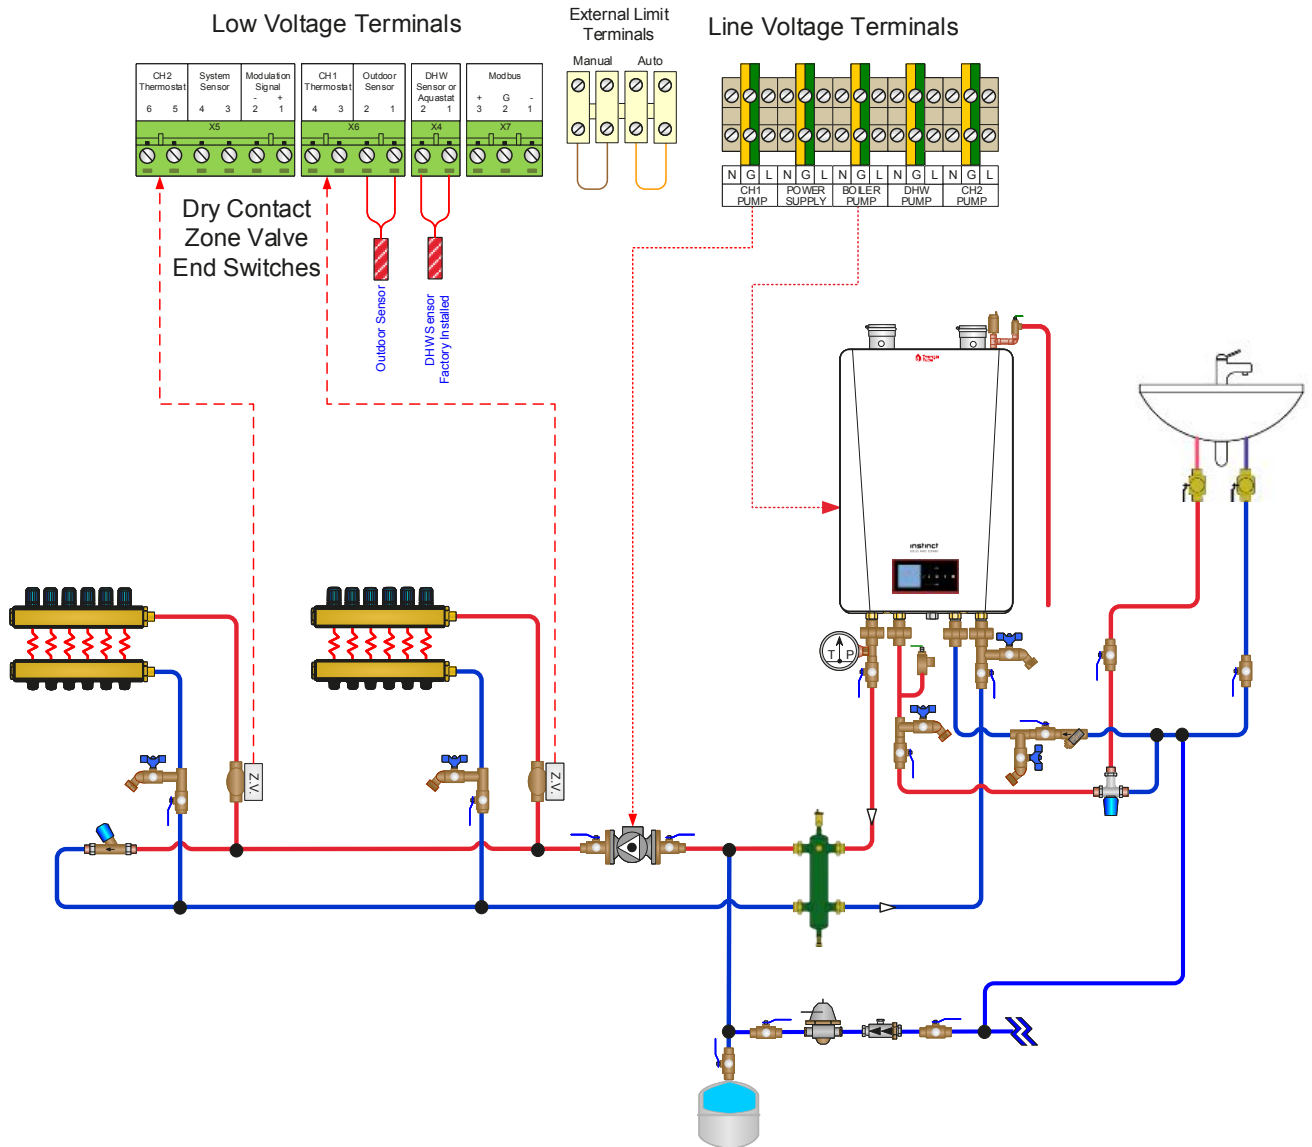 Low Voltage Terminals
External Limit
Terminals
Line Voltage Terminals
Manual Auto
CH2
Thermostat
6 5
System
Sensor
4 3
Modulation
Signal
- +
2 1
X5
CH1
Thermostat
4 3
Outdoor
Sensor
2 1
X6
DHW
Sensor or
Aquastat
2 1
X4
Modbus
+ G -
3 2 1
X7
N G L N G L N G L N G L N G L
CH1
PUMP
POWER
SUPPLY
BOILER
PUMP
DHW
PUMP
CH2
PUMP
Dry Contact
Zone Valve
End Switches
Outdoor Sensor
DHW Sensor
Factory Installed
instinct
T P
Z.V.
Z.V.